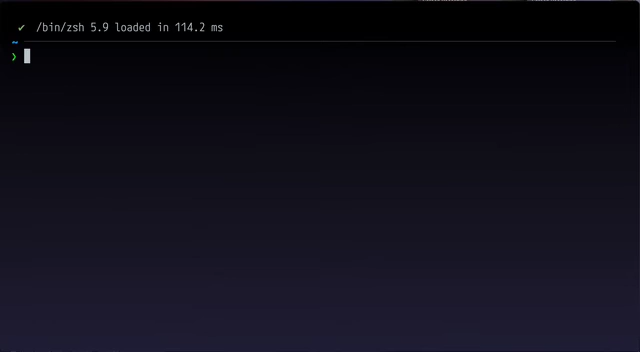 ✔ /bin/zsh 5.9 loaded in 114.2 ms
~
❯